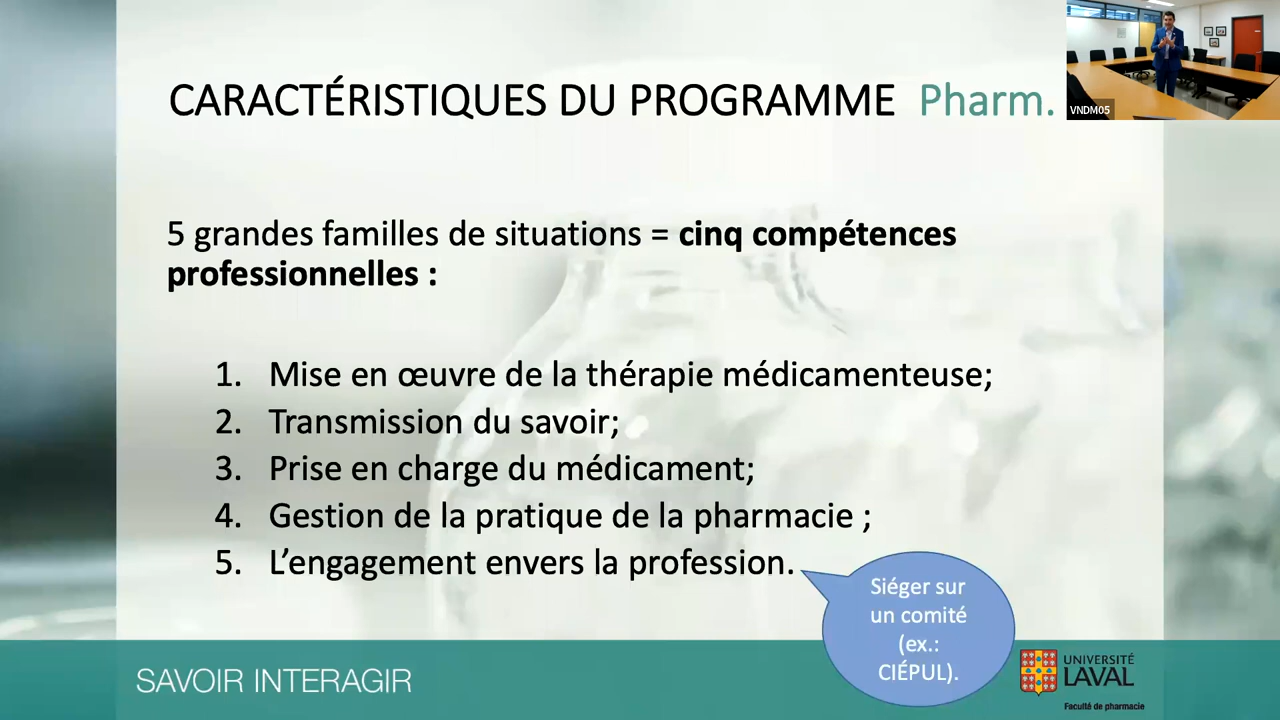 CARACTÉRISTIQUES DU PROGRAMME Pharm.
VNDM05
5 grandes familles de situations = cinq compétences
professionnelles :
1. Mise en œuvre de la thérapie médicamenteuse;
2. Transmission du savoir;
3. Prise en charge du médicament;
4. Gestion de la pratique de la pharmacie ;
5. L’engagement envers la profession.
Siéger sur
un comité
(ex.:
CIÉPUL).
SAVOIR INTERAGIR
UNIVERSITÉ
LAVAL
Faculté de pharmacie